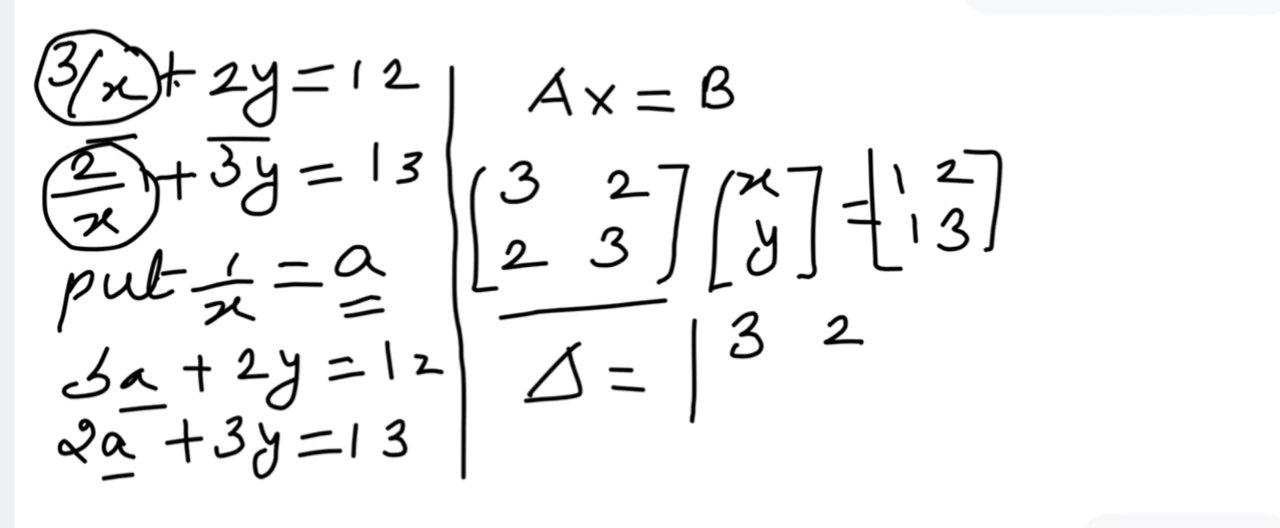 3/x + 2y = 12
2/x + 3y = 13
put 1/x = a
3a + 2y = 12
2a + 3y = 13
Ax = B
[3 2
2 3] [x
y] = [12
13]
Δ = | 3 2